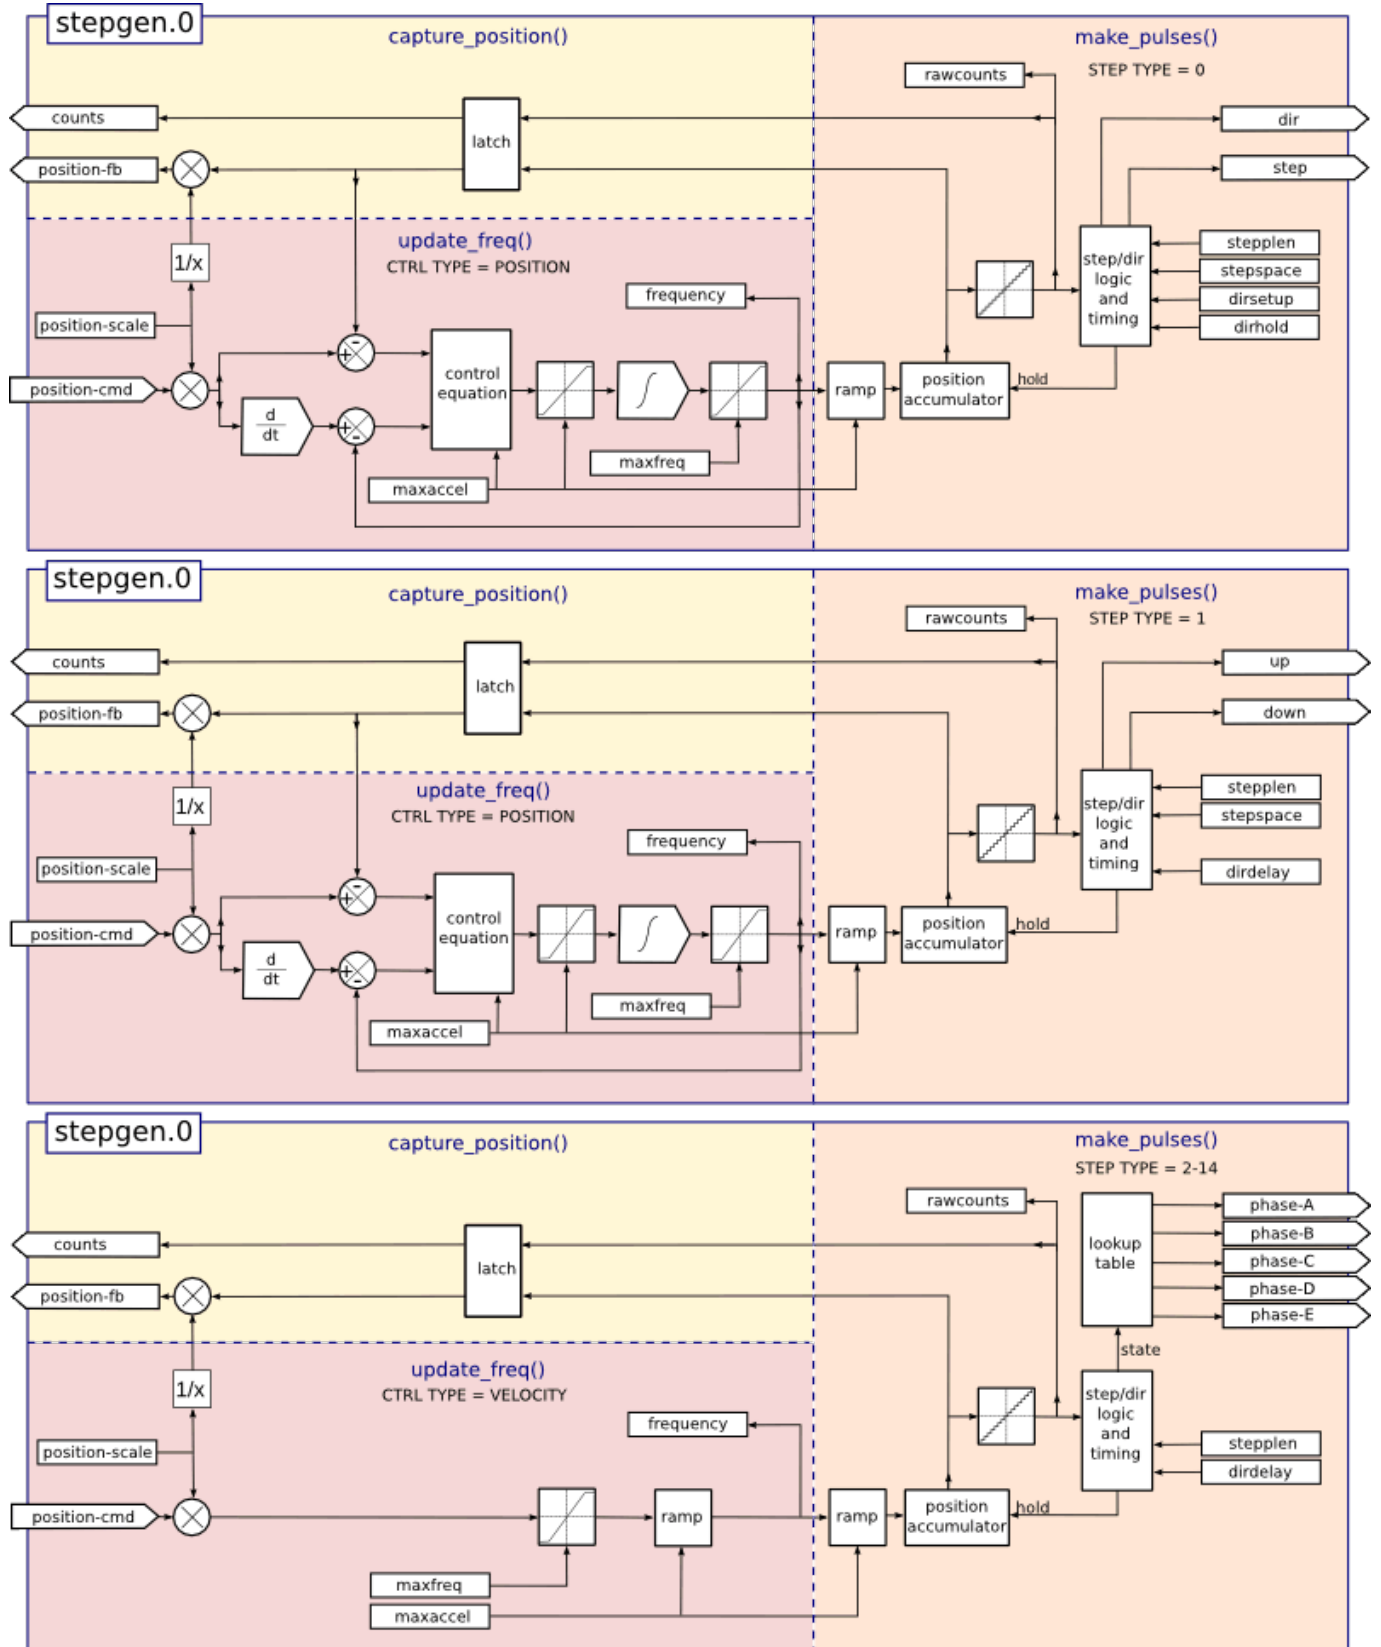 stepgen.0
capture_position()
make_pulses()
STEP TYPE = 0
rawcounts
counts
latch
dir
position-fb
step
update_freq()
CTRL TYPE = POSITION
1/x
step/dir
logic
and
timing
stepplen
stepspace
dirsetup
dirhold
frequency
position-scale
position-cmd
d
dt
+
-
+
-
control
equation
∫
maxfreq
maxaccel
ramp
position
accumulator
hold
stepgen.0
capture_position()
make_pulses()
STEP TYPE = 1
rawcounts
counts
latch
up
position-fb
down
update_freq()
CTRL TYPE = POSITION
1/x
step/dir
logic
and
timing
stepplen
stepspace
dirdelay
frequency
position-scale
position-cmd
d
dt
+
-
+
-
control
equation
∫
maxfreq
maxaccel
ramp
position
accumulator
hold
stepgen.0
capture_position()
make_pulses()
STEP TYPE = 2-14
rawcounts
counts
latch
lookup
table
phase-A
phase-B
phase-C
phase-D
phase-E
position-fb
state
update_freq()
CTRL TYPE = VELOCITY
1/x
step/dir
logic
and
timing
stepplen
dirdelay
frequency
position-scale
position-cmd
ramp
maxfreq
maxaccel
ramp
position
accumulator
hold